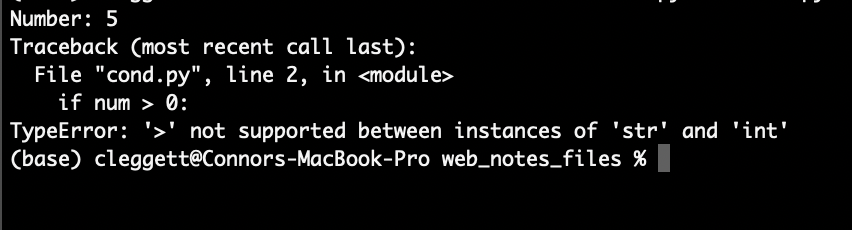 Number: 5
Traceback (most recent call last):
  File "cond.py", line 2, in <module>
    if num > 0:
TypeError: '>' not supported between instances of 'str' and 'int'
(base) cleggett@Connors-MacBook-Pro web_notes_files %